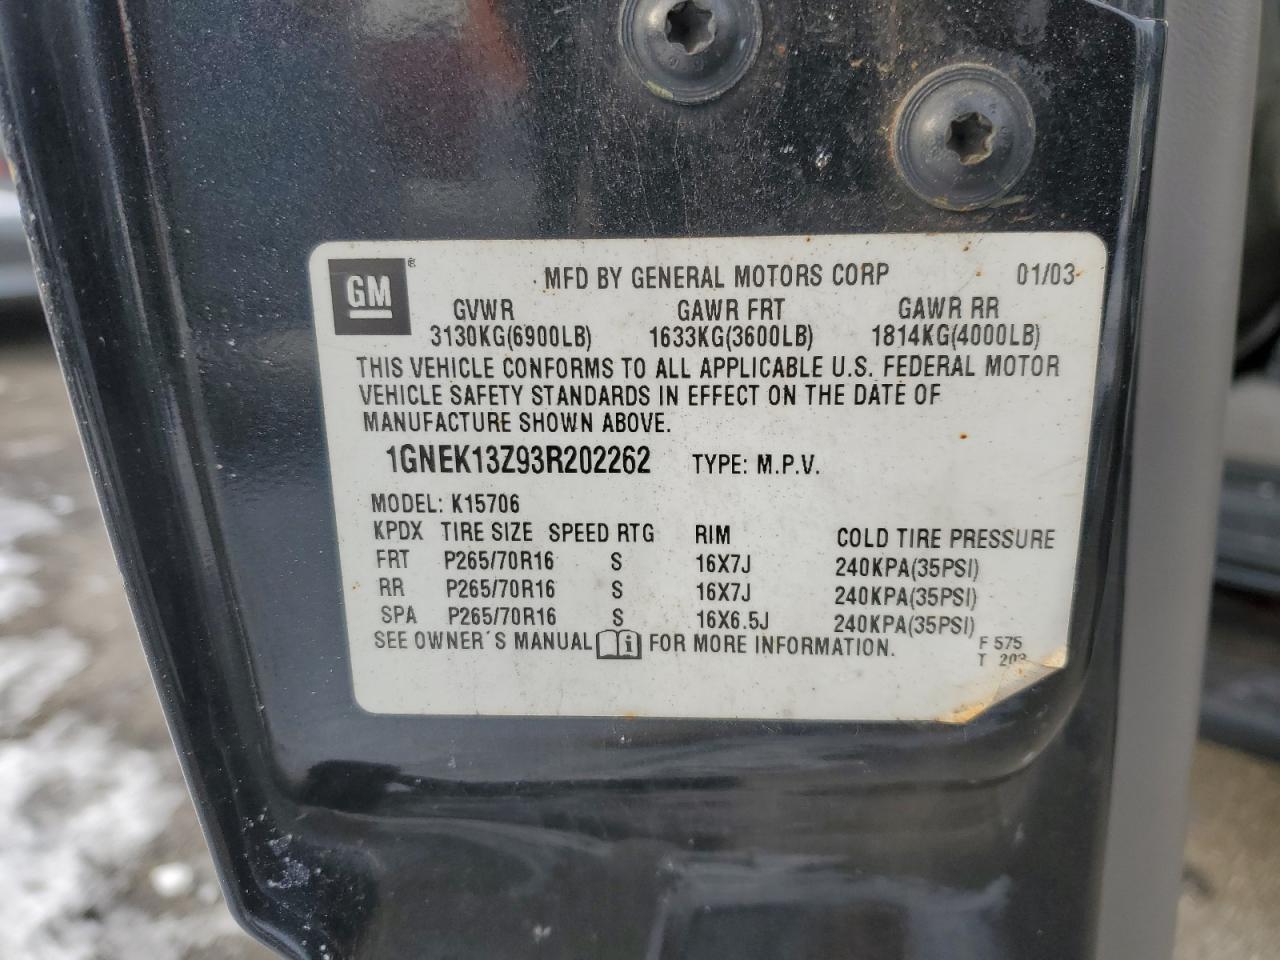 GM®
MFD BY GENERAL MOTORS CORP 01/03
GVWR GAWR FRT GAWR RR
3130KG(6900LB) 1633KG(3600LB) 1814KG(4000LB)
THIS VEHICLE CONFORMS TO ALL APPLICABLE U.S. FEDERAL MOTOR
VEHICLE SAFETY STANDARDS IN EFFECT ON THE DATE OF
MANUFACTURE SHOWN ABOVE.
1GNEK13Z93R202262 TYPE: M.P.V.
MODEL: K15706
KPDX TIRE SIZE SPEED RTG RIM COLD TIRE PRESSURE
FRT P265/70R16 S 16X7J 240KPA(35PSI)
RR P265/70R16 S 16X7J 240KPA(35PSI)
SPA P265/70R16 S 16X6.5J 240KPA(35PSI)
SEE OWNER'S MANUAL FOR MORE INFORMATION.
F 575
T